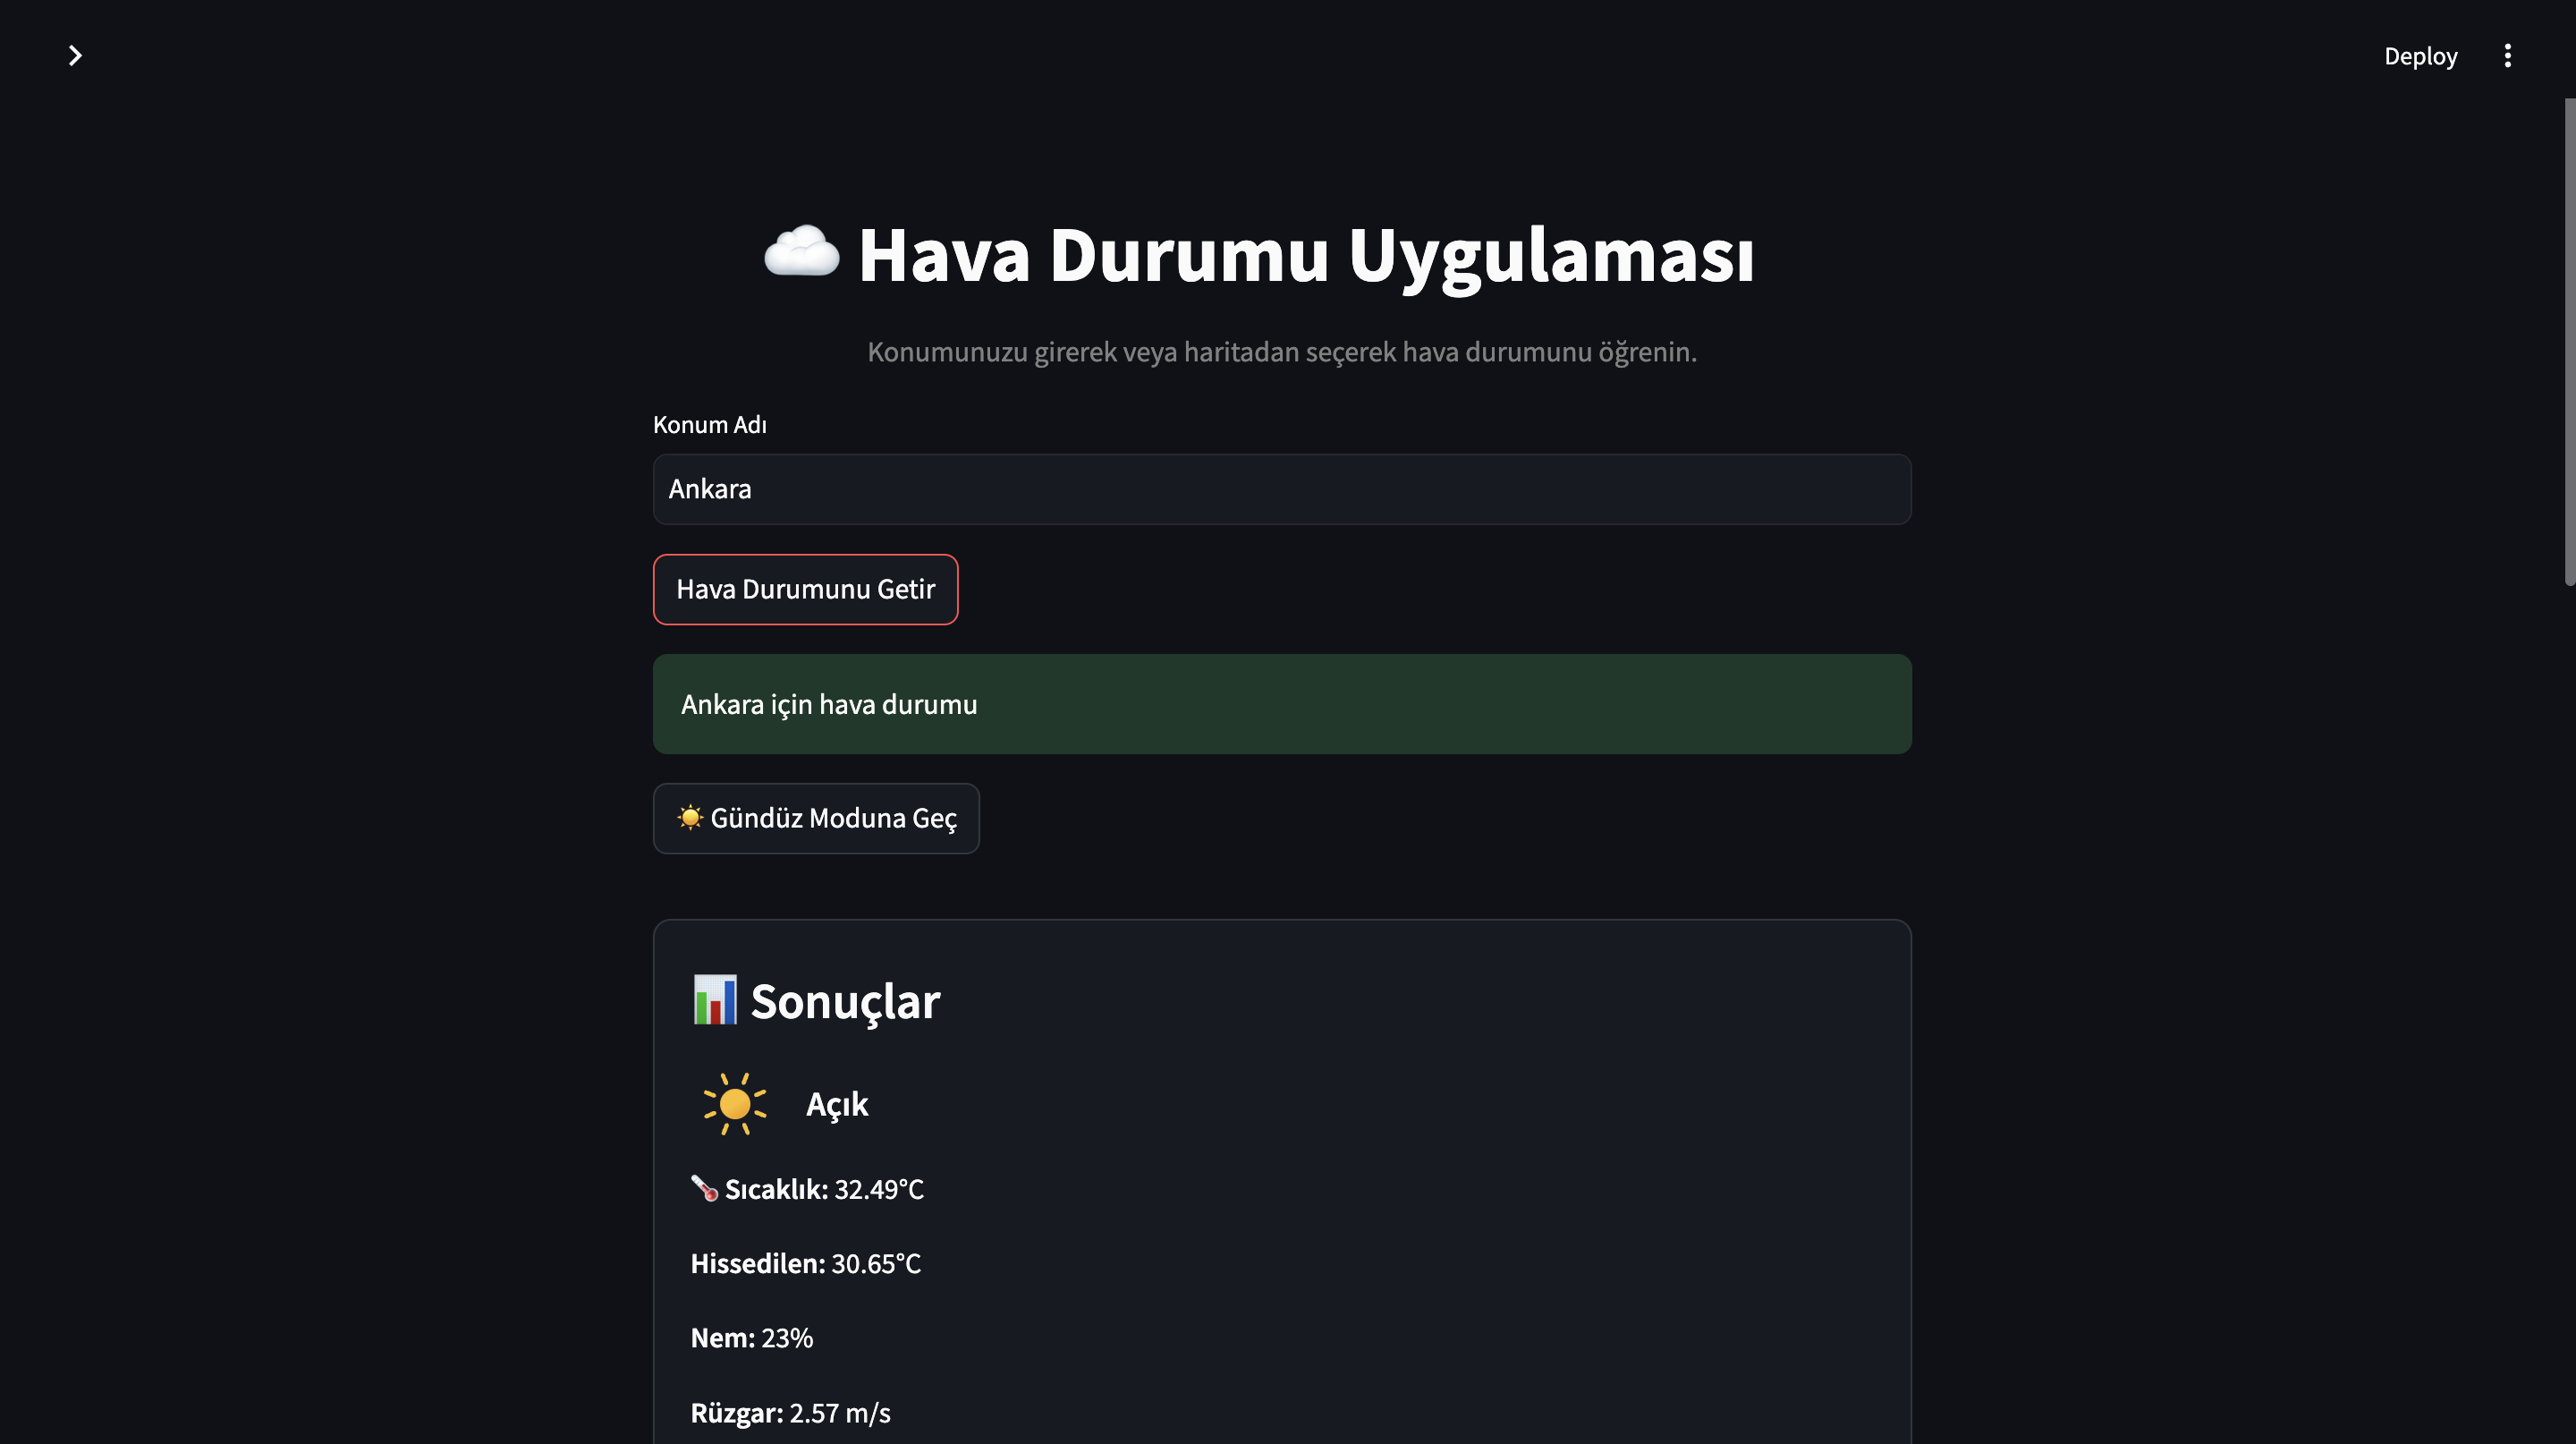 Deploy
Hava Durumu Uygulaması
Konumunuzu girerek veya haritadan seçerek hava durumunu öğrenin.
Konum Adı
Ankara
Hava Durumunu Getir
Ankara için hava durumu
Gündüz Moduna Geç
Sonuçlar
Açık
Sıcaklık: 32.49°C
Hissedilen: 30.65°C
Nem: 23%
Rüzgar: 2.57 m/s